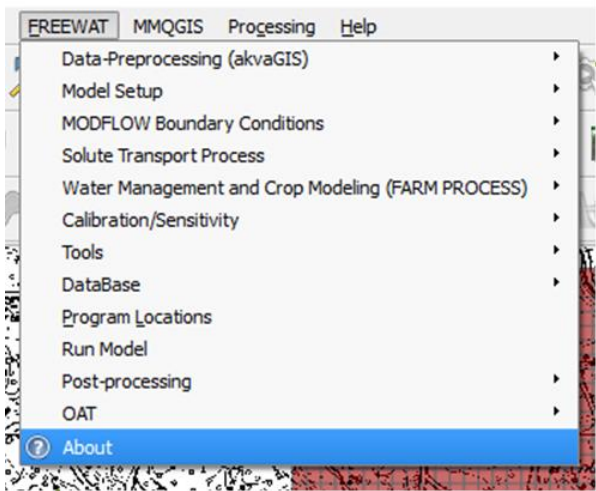 FREEWAT MMQGIS Processing Help
Data-Preprocessing (akvaGIS)
Model Setup
MODFLOW Boundary Conditions
Solute Transport Process
Water Management and Crop Modeling (FARM PROCESS)
Calibration/Sensitivity
Tools
DataBase
Program Locations
Run Model
Post-processing
OAT
? About